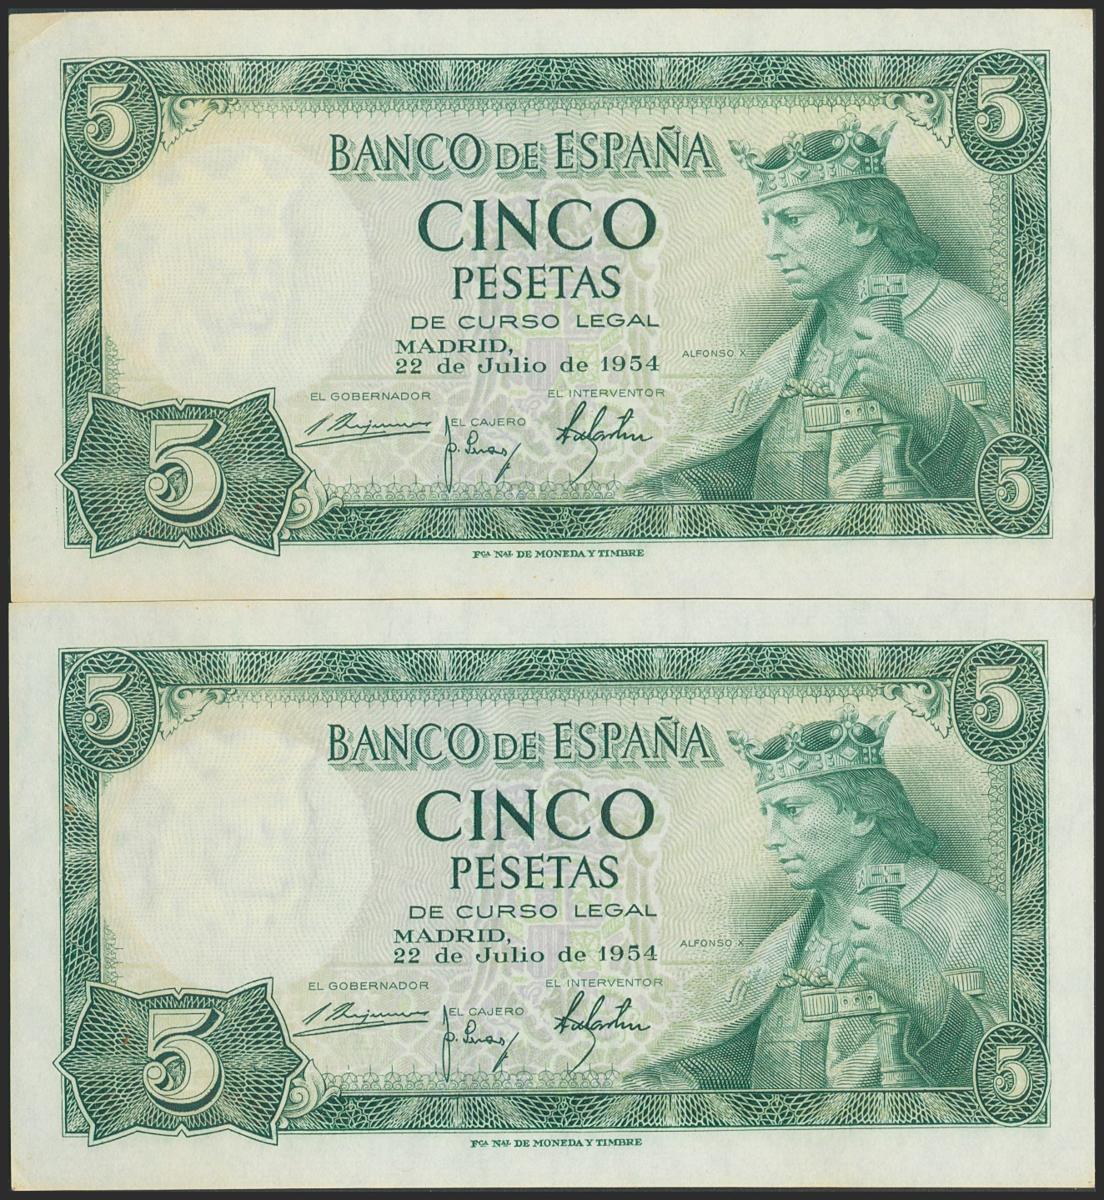 5 5
BANCO DE ESPAÑA
CINCO
PESETAS
DE CURSO LEGAL
MADRID,
22 de Julio de 1954
ALFONSO X
EL GOBERNADOR
EL INTERVENTOR
EL CAJERO
5 5
FCA NAL DE MONEDA Y TIMBRE
5 5
BANCO DE ESPAÑA
CINCO
PESETAS
DE CURSO LEGAL
MADRID,
22 de Julio de 1954
ALFONSO X
EL GOBERNADOR
EL INTERVENTOR
EL CAJERO
5 5
FCA NAL DE MONEDA Y TIMBRE